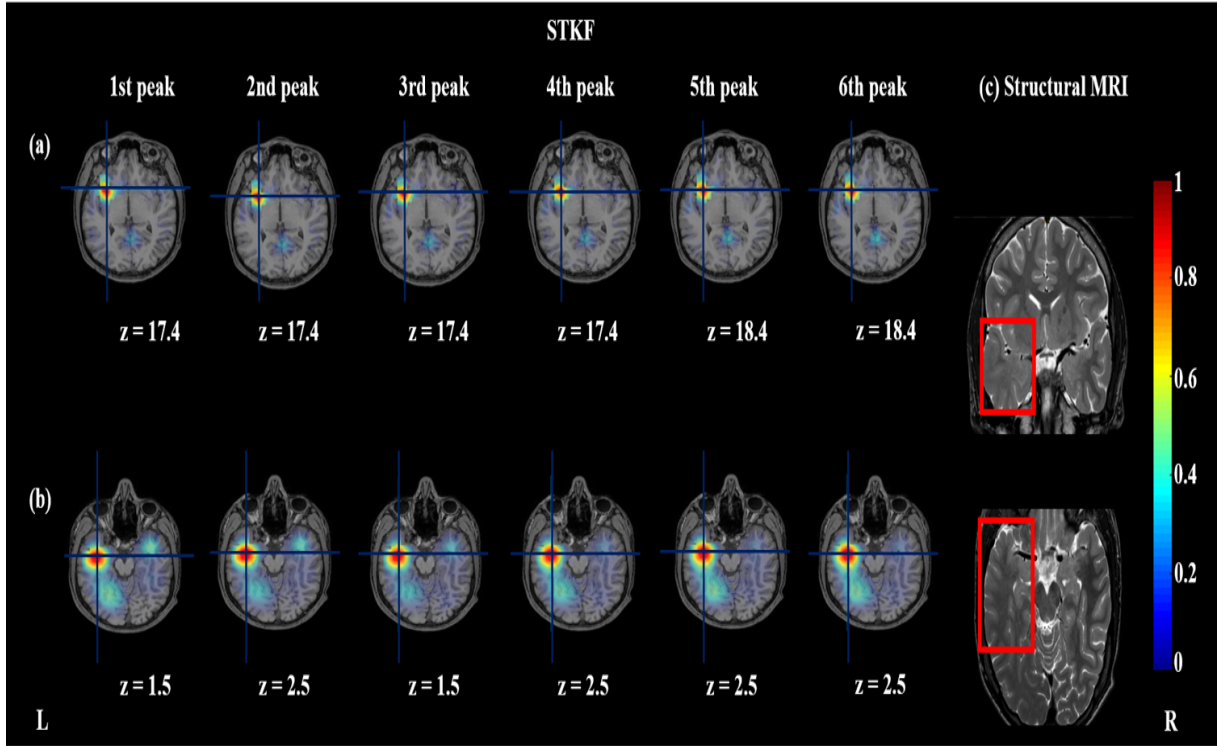 STKF
1st peak 2nd peak 3rd peak 4th peak 5th peak 6th peak (c) Structural MRI
(a)
z = 17.4 z = 17.4 z = 17.4 z = 17.4 z = 18.4 z = 18.4
(b)
z = 1.5 z = 2.5 z = 1.5 z = 2.5 z = 2.5 z = 2.5
1
0.8
0.6
0.4
0.2
0
L R